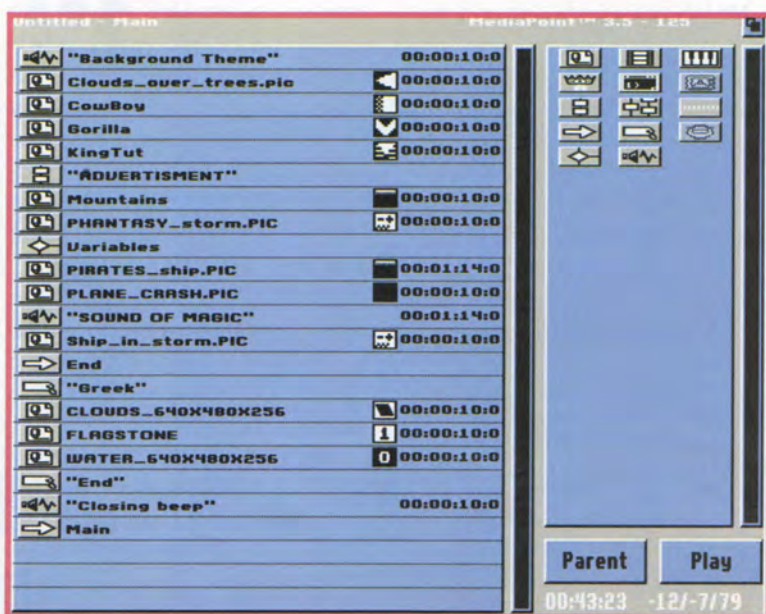 Untitled - Main MediaPoint™ 3.5 - 125
"Background Theme" 00:00:10:0
Clouds_over_trees.pic 00:00:10:0
CowBoy 00:00:10:0
Gorilla 00:00:10:0
KingTut 00:00:10:0
"ADVERTISMENT"
Mountains 00:00:10:0
PHANTASY_storm.PIC 00:00:10:0
Variables
PIRATES_ship.PIC 00:01:14:0
PLANE_CRASH.PIC 00:00:10:0
"SOUND OF MAGIC" 00:01:14:0
Ship_in_storm.PIC 00:00:10:0
End
"Greek"
CLOUDS_640X480X256 00:00:10:0
FLAGSTONE 1 00:00:10:0
WATER_640X480X256 0 00:00:10:0
"End"
"Closing beep" 00:00:10:0
Main
Parent Play
00:43:23 -12/-7/79